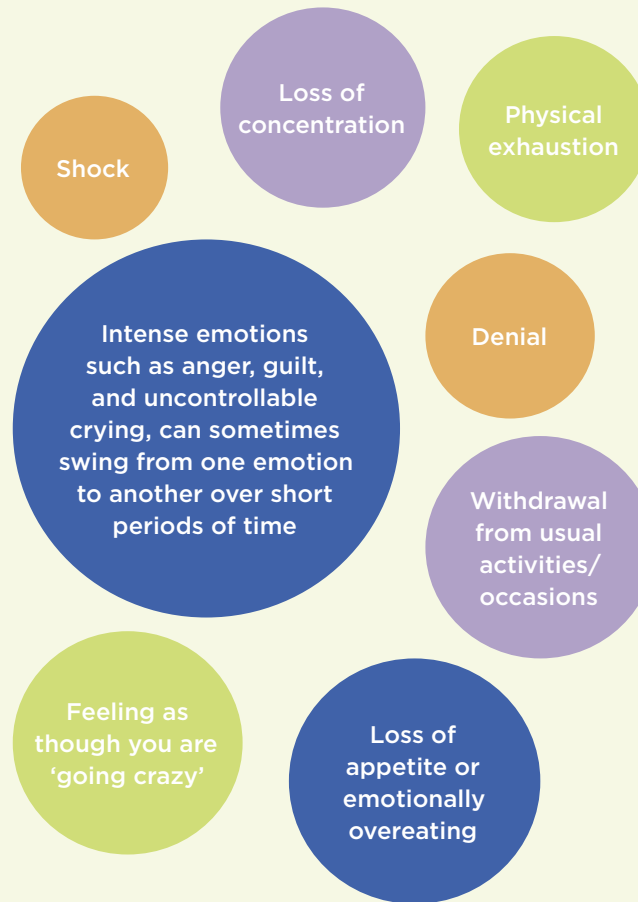 Loss of
concentration
Physical
exhaustion
Shock
Intense emotions
such as anger, guilt,
and uncontrollable
crying, can sometimes
swing from one emotion
to another over short
periods of time
Denial
Withdrawal
from usual
activities/
occasions
Feeling as
though you are
‘going crazy’
Loss of
appetite or
emotionally
overeating